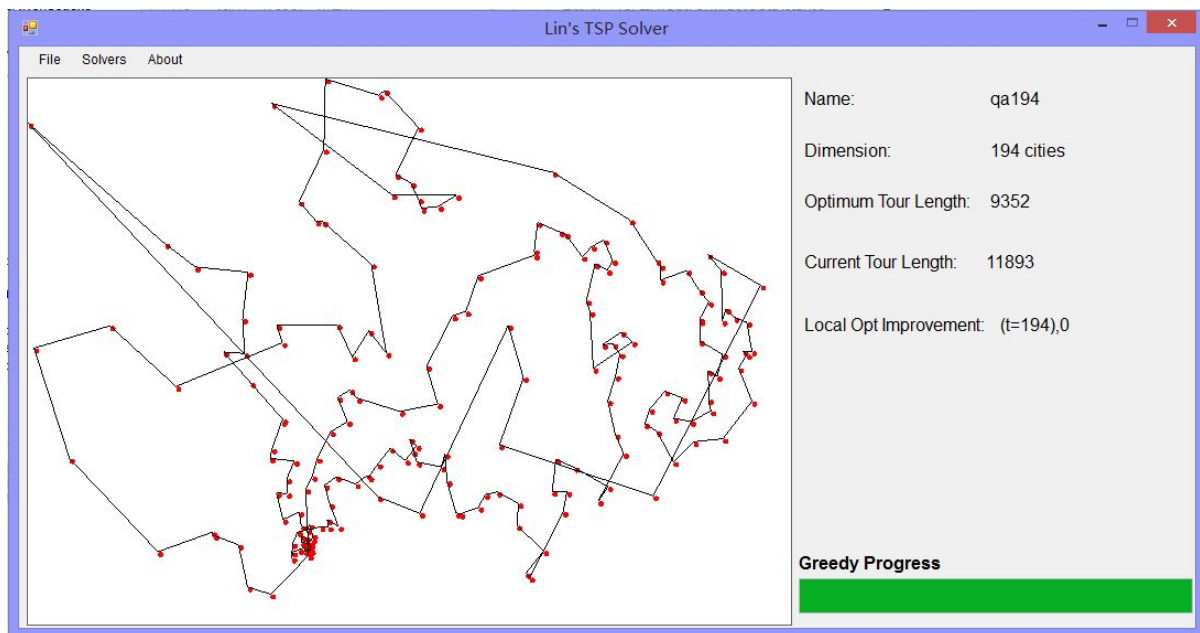 Lin's TSP Solver
File Solvers About
Name: qa194
Dimension: 194 cities
Optimum Tour Length: 9352
Current Tour Length: 11893
Local Opt Improvement: (t=194),0
Greedy Progress